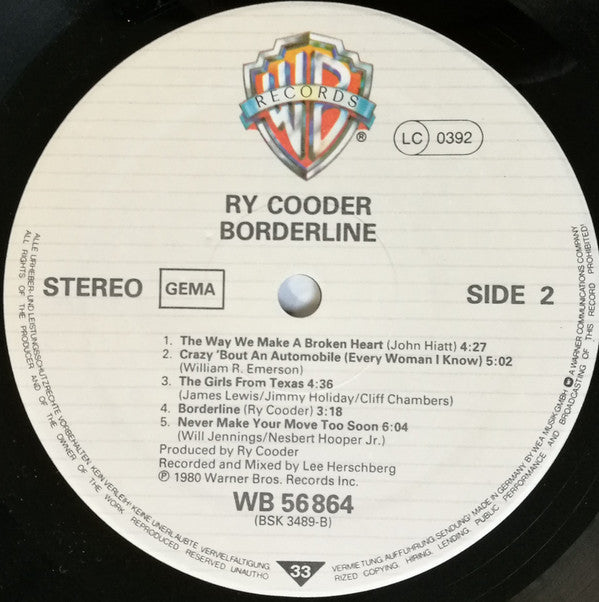 WB
RECORDS
®
LC 0392
RY COODER
BORDERLINE
STEREO
GEMA
SIDE 2
1. The Way We Make A Broken Heart (John Hiatt) 4:27
2. Crazy 'Bout An Automobile (Every Woman I Know) 5:02
(William R. Emerson)
3. The Girls From Texas 4:36
(James Lewis/Jimmy Holiday/Cliff Chambers)
4. Borderline (Ry Cooder) 3:18
5. Never Make Your Move Too Soon 6:04
(Will Jennings/Nesbert Hooper Jr.)
Produced by Ry Cooder
Recorded and Mixed by Lee Herschberg
℗ 1980 Warner Bros. Records Inc.
WB 56 864
(BSK 3489-B)
33
ALLE URHEBER- UND LEISTUNGSSCHUTZRECHTE VORBEHALTEN. KEIN VERLEIH! KEINE UNERLAUBTE VERVIELFÄLTIGUNG,
VERMIETUNG, AUFFÜHRUNG, SENDUNG! MADE IN GERMANY BY WEA MUSIK GMBH. A WARNER COMMUNICATIONS COMPANY
ALL RIGHTS OF THE PRODUCER AND OF THE OWNER OF THE WORK REPRODUCED RESERVED UNAUTHO
RIZED COPYING, HIRING, LENDING, PUBLIC PERFORMANCE AND BROADCASTING OF THIS RECORD PROHIBITED!